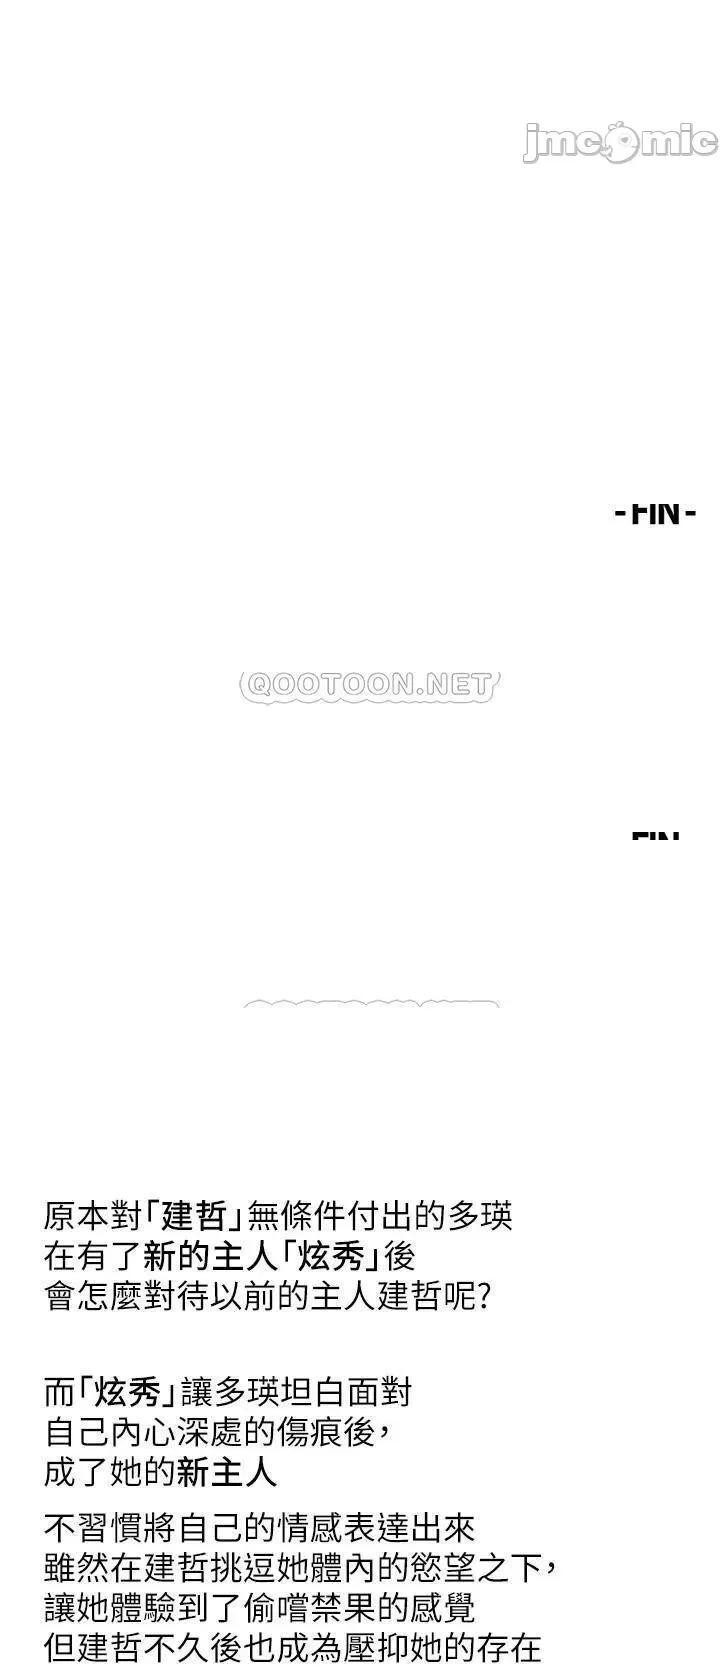 jmcomic
- FIN -
QOOTOON.NET
FIN
原本對「建哲」無條件付出的多瑛
在有了新的主人「炫秀」後
會怎麼對待以前的主人建哲呢?
而「炫秀」讓多瑛坦白面對
自己內心深處的傷痕後，
成了她的新主人
不習慣將自己的情感表達出來
雖然在建哲挑逗她體內的慾望之下，
讓她體驗到了偷嚐禁果的感覺
但建哲不久後也成為壓抑她的存在